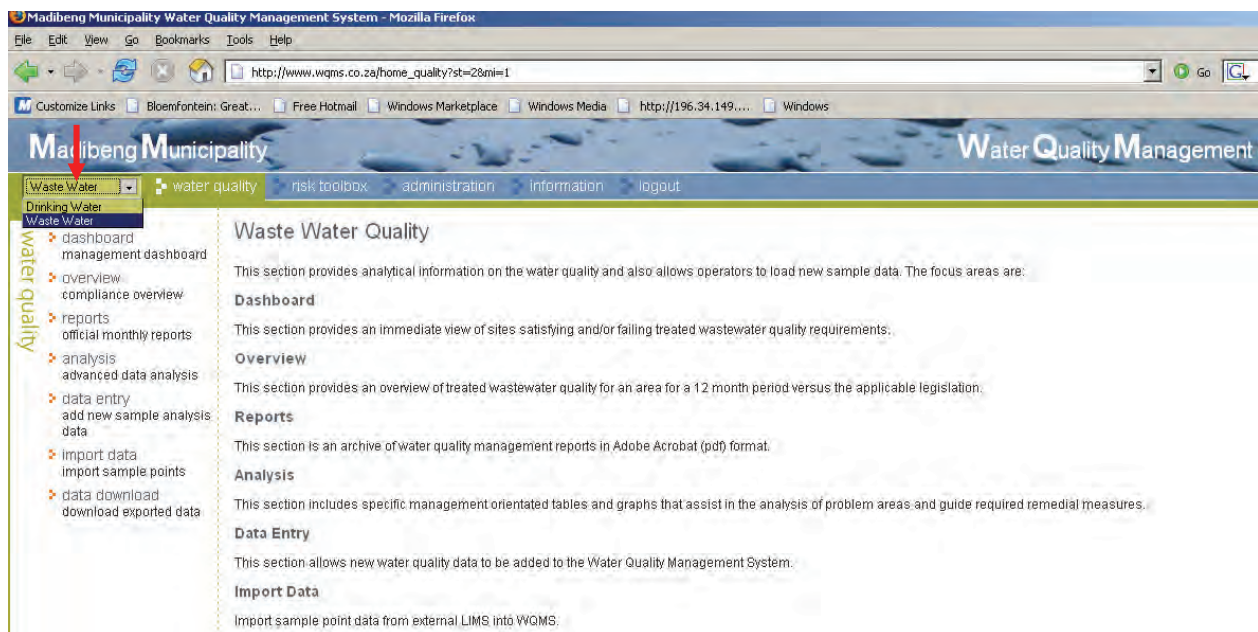 Madibeng Municipality Water Quality Management System - Mozilla Firefox
File Edit View Go Bookmarks Tools Help
http://www.wqms.co.za/home_quality?st=2&mi=1 Go G
Customize Links Bloemfontein: Great... Free Hotmail Windows Marketplace Windows Media http://196.34.149.... Windows
Madibeng Municipality Water Quality Management
Waste Water water quality risk toolbox administration information logout
Drinking Water
Waste Water
water quality
dashboard
management dashboard
overview
compliance overview
reports
official monthly reports
analysis
advanced data analysis
data entry
add new sample analysis
data
import data
import sample points
data download
download exported data
Waste Water Quality
This section provides analytical information on the water quality and also allows operators to load new sample data. The focus areas are:
Dashboard
This section provides an immediate view of sites satisfying and/or failing treated wastewater quality requirements.
Overview
This section provides an overview of treated wastewater quality for an area for a 12 month period versus the applicable legislation.
Reports
This section is an archive of water quality management reports in Adobe Acrobat (pdf) format.
Analysis
This section includes specific management orientated tables and graphs that assist in the analysis of problem areas and guide required remedial measures.
Data Entry
This section allows new water quality data to be added to the Water Quality Management System.
Import Data
Import sample point data from external LIMS into WQMS.